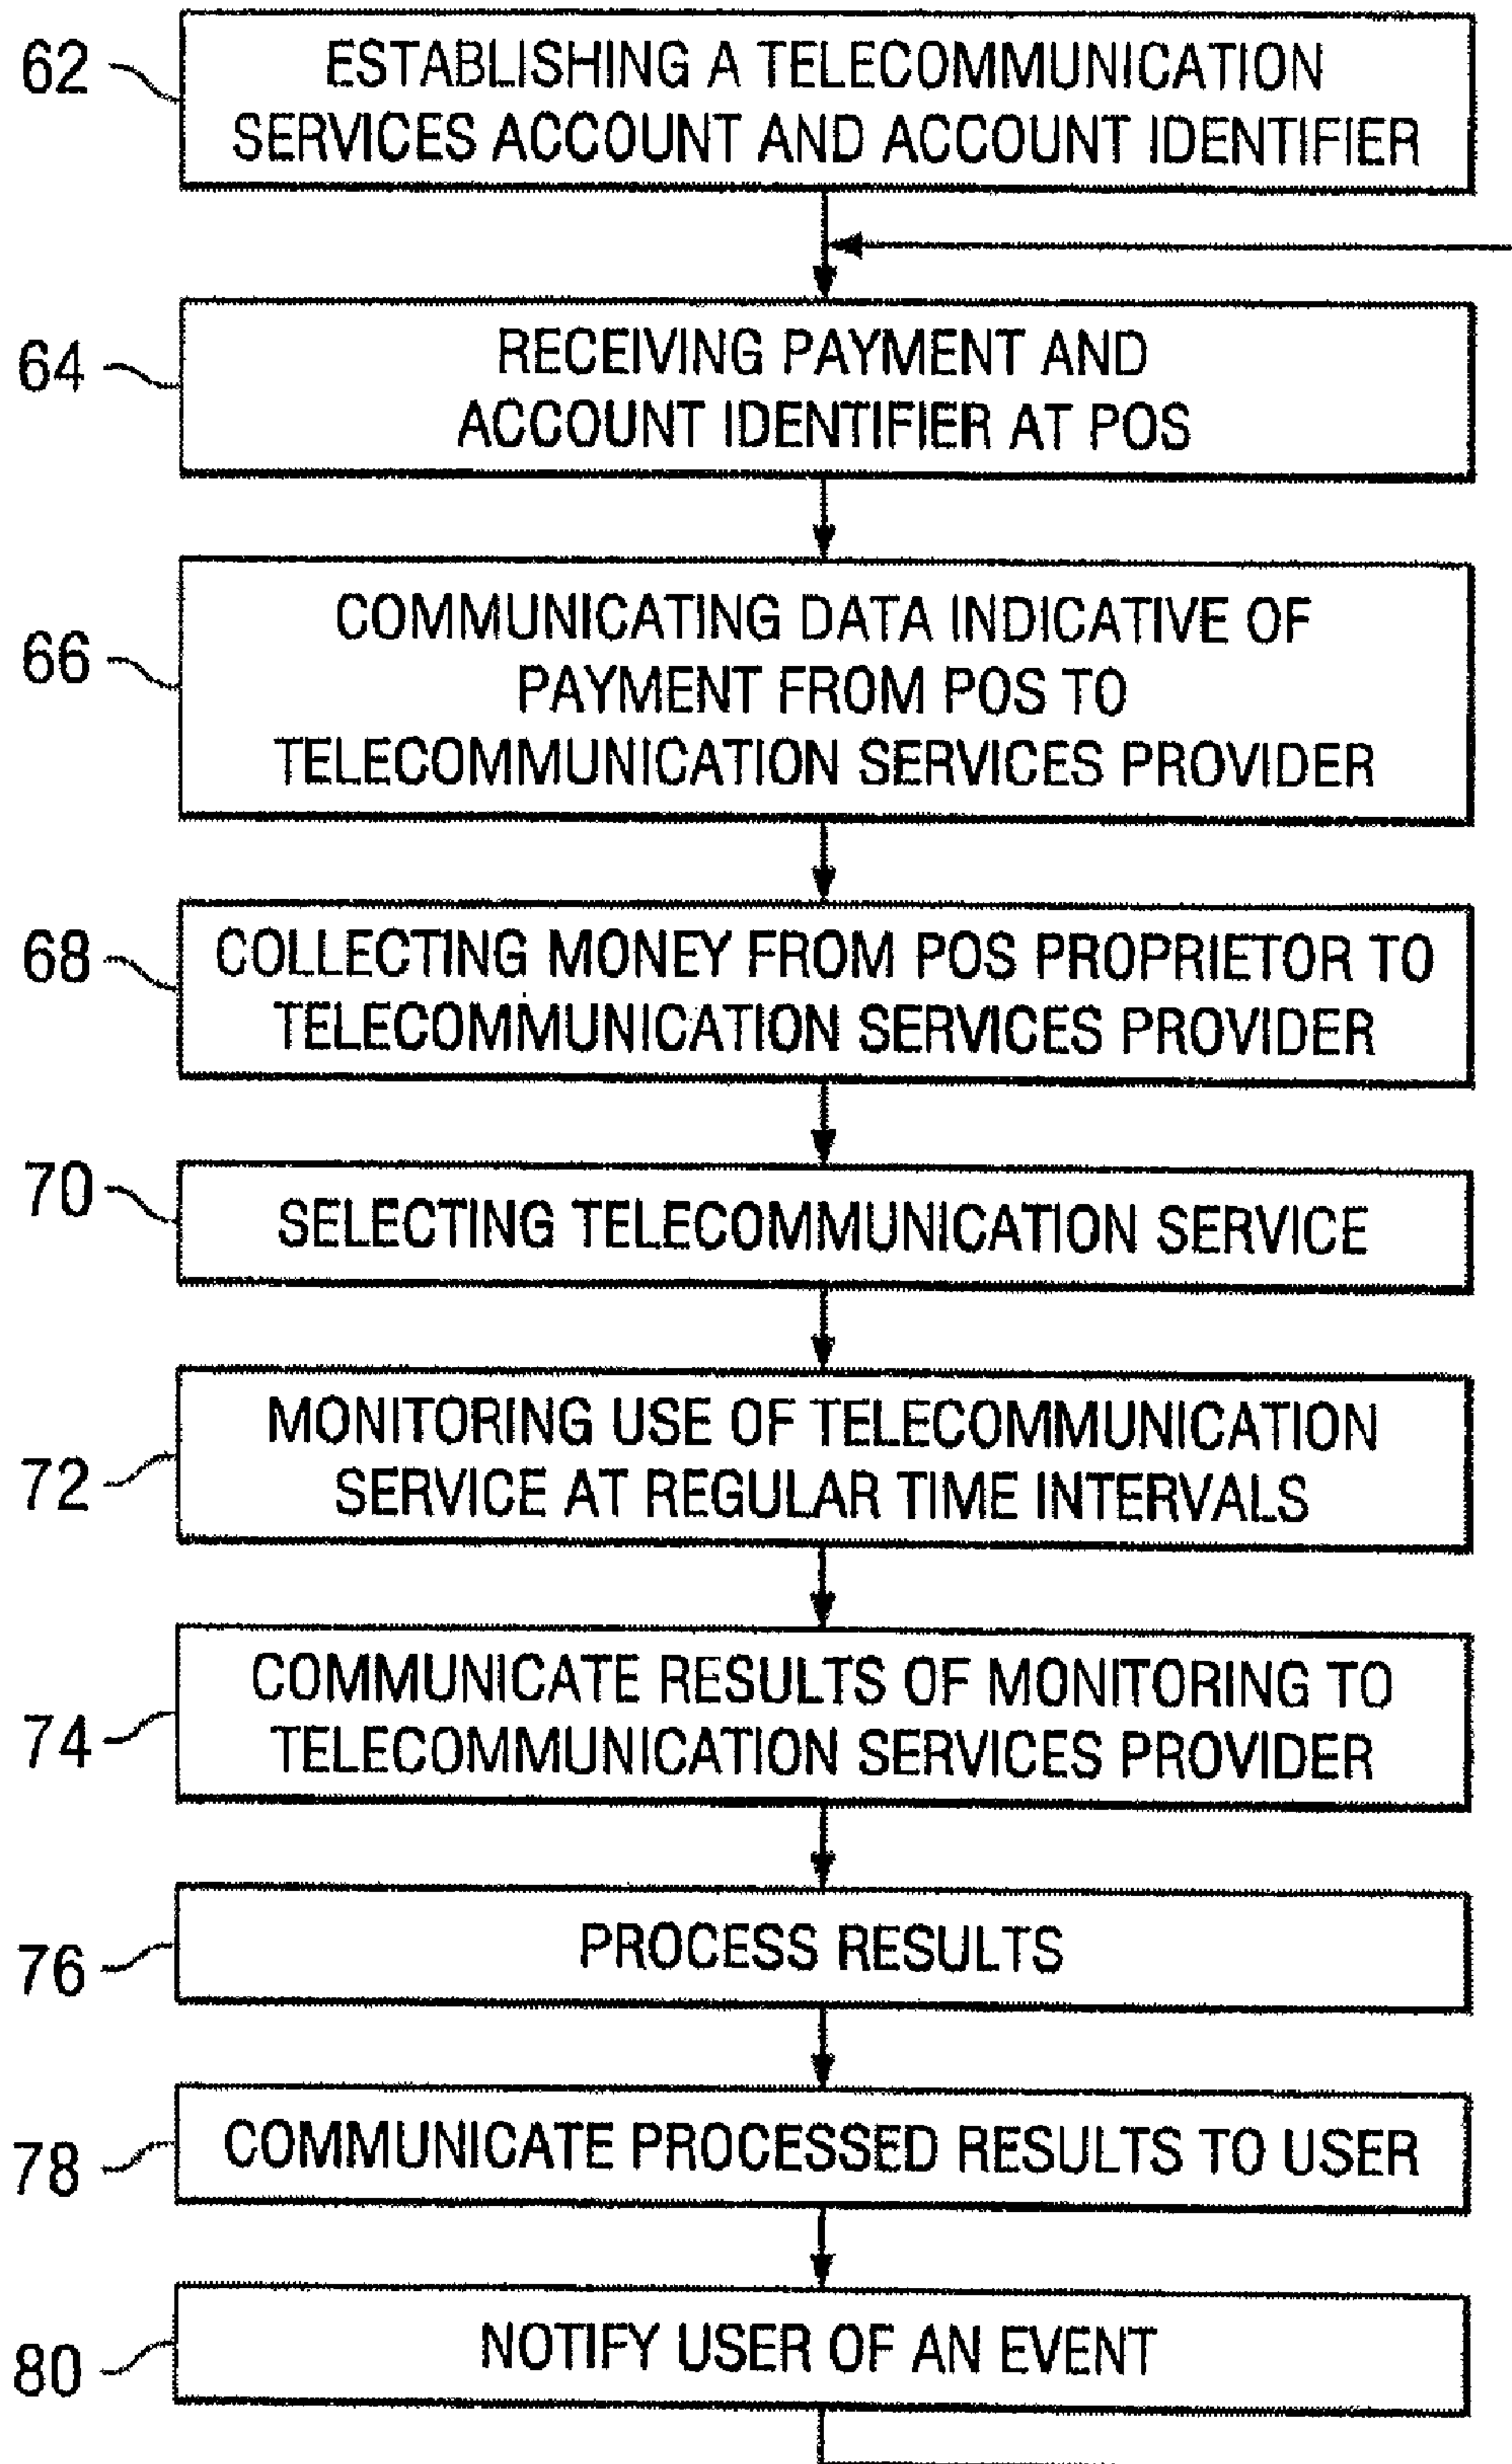 62
ESTABLISHING A TELECOMMUNICATION
SERVICES ACCOUNT AND ACCOUNT IDENTIFIER
64
RECEIVING PAYMENT AND
ACCOUNT IDENTIFIER AT POS
66
COMMUNICATING DATA INDICATIVE OF
PAYMENT FROM POS TO
TELECOMMUNICATION SERVICES PROVIDER
68
COLLECTING MONEY FROM POS PROPRIETOR TO
TELECOMMUNICATION SERVICES PROVIDER
70
SELECTING TELECOMMUNICATION SERVICE
72
MONITORING USE OF TELECOMMUNICATION
SERVICE AT REGULAR TIME INTERVALS
74
COMMUNICATE RESULTS OF MONITORING TO
TELECOMMUNICATION SERVICES PROVIDER
76
PROCESS RESULTS
78
COMMUNICATE PROCESSED RESULTS TO USER
80
NOTIFY USER OF AN EVENT